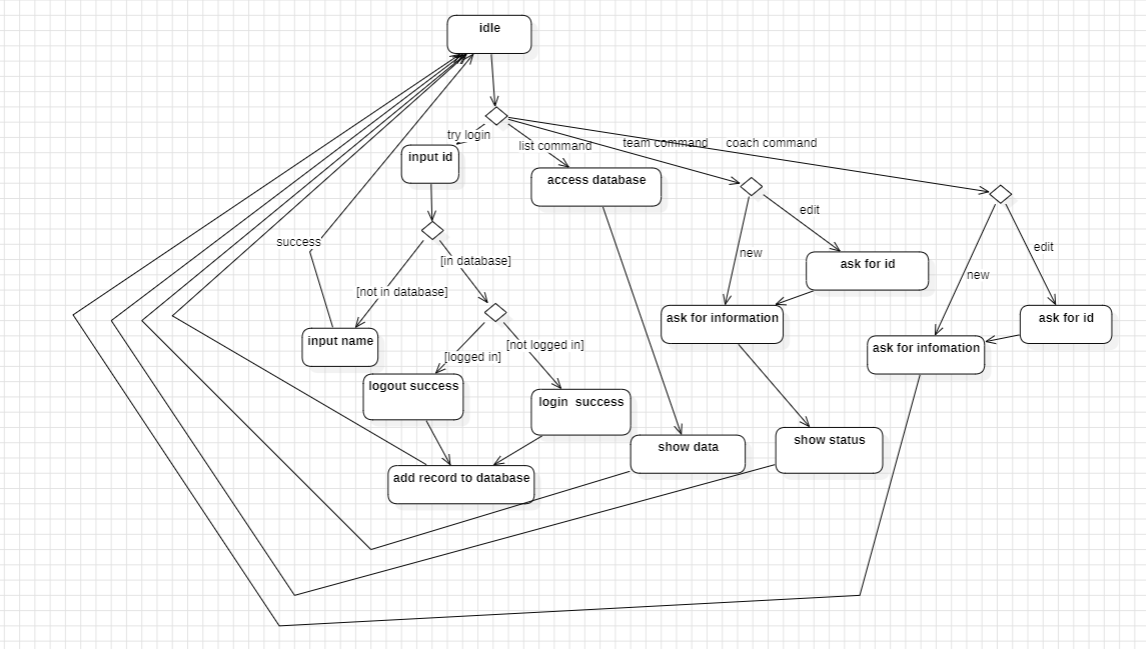 idle
try login
list command
team command
coach command
input id
access database
edit
ask for id
new
edit
new
[in database]
[not in database]
success
input name
ask for information
ask for id
ask for infomation
[logged in]
[not logged in]
logout success
login  success
show data
show status
add record to database